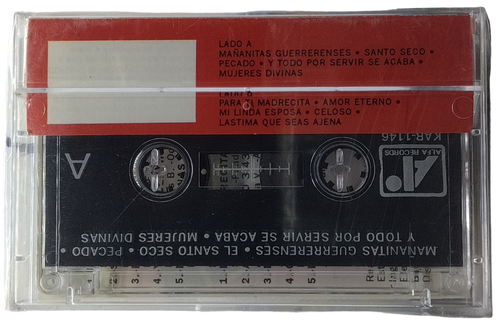 LADO A
MAÑANITAS GUERRERENSES • SANTO SECO •
PECADO • Y TODO POR SERVIR SE ACABA •
MUJERES DIVINAS
LADO B
PARA TI MADRECITA • AMOR ETERNO •
MI LINDA ESPOSA • CELOSO •
LASTIMA QUE SEAS AJENA
KAR-1146
ALFA RECORDS
A
MAÑANITAS GUERRERENSES • EL SANTO SECO • PECADO •
Y TODO POR SERVIR SE ACABA • MUJERES DIVINAS